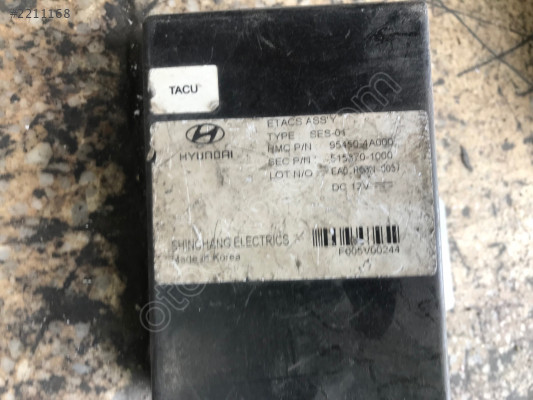 #2211168
TACU
HYUNDAI
ETACS ASS'Y
TYPE SES-01
HMC P/N 95450-4A000
SEC P/N 515370-1000
LOT N/O
DC 12V
SHINCHANG ELECTRICS
Made in Korea
F005V00244